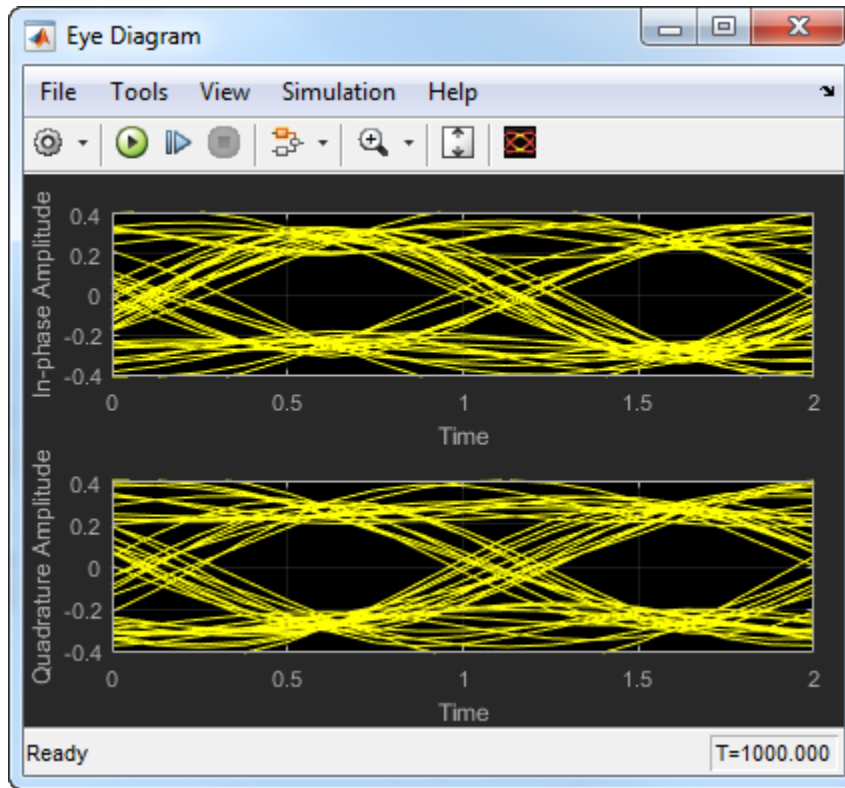 Eye Diagram
File Tools View Simulation Help
In-phase Amplitude
0.4
0.2
0
-0.2
-0.4
0 0.5 1 1.5 2
Time
Quadrature Amplitude
0.4
0.2
0
-0.2
-0.4
0 0.5 1 1.5 2
Time
Ready T=1000.000